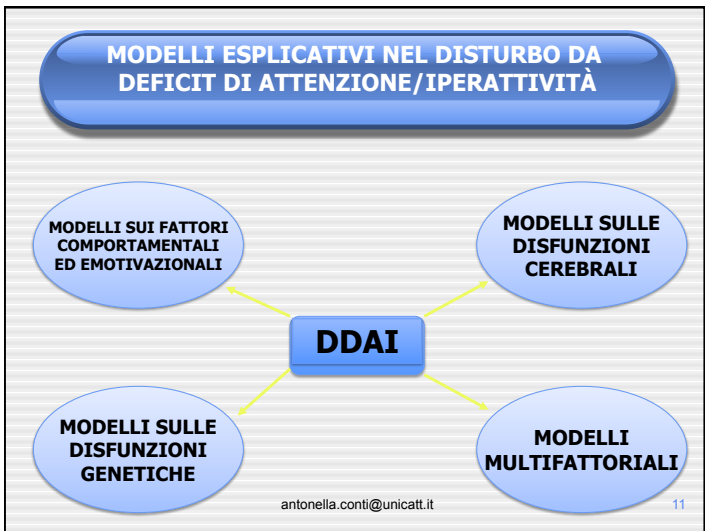 MODELLI ESPLICATIVI NEL DISTURBO DA
DEFICIT DI ATTENZIONE/IPERATTIVITÀ
MODELLI SUI FATTORI
COMPORTAMENTALI
ED EMOTIVAZIONALI
MODELLI SULLE
DISFUNZIONI
CEREBRALI
DDAI
MODELLI SULLE
DISFUNZIONI
GENETICHE
MODELLI
MULTIFATTORIALI
antonella.conti@unicatt.it
11